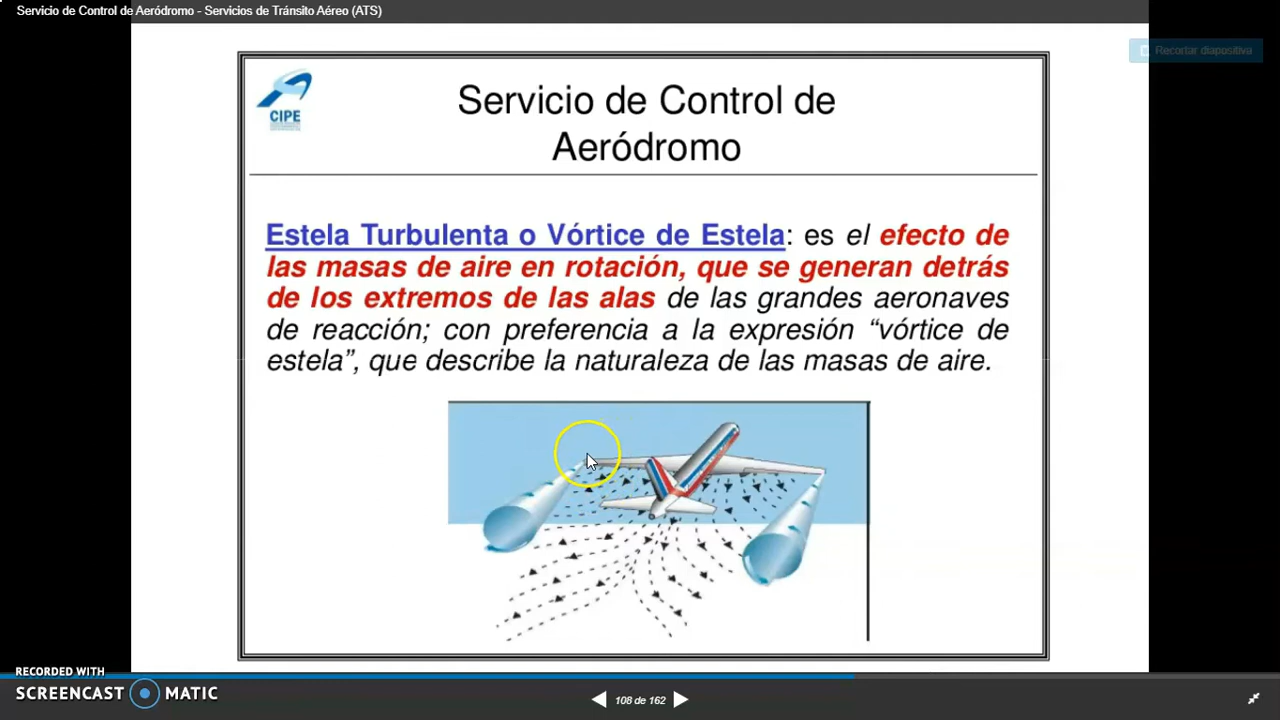 Servicio de Control de Aeródromo - Servicios de Tránsito Aéreo (ATS)
Recortar diapositiva
CIPE
Servicio de Control de
Aeródromo
Estela Turbulenta o Vórtice de Estela: es el efecto de
las masas de aire en rotación, que se generan detrás
de los extremos de las alas de las grandes aeronaves
de reacción; con preferencia a la expresión “vórtice de
estela”, que describe la naturaleza de las masas de aire.
RECORDED WITH
SCREENCAST MATIC
108 de 162